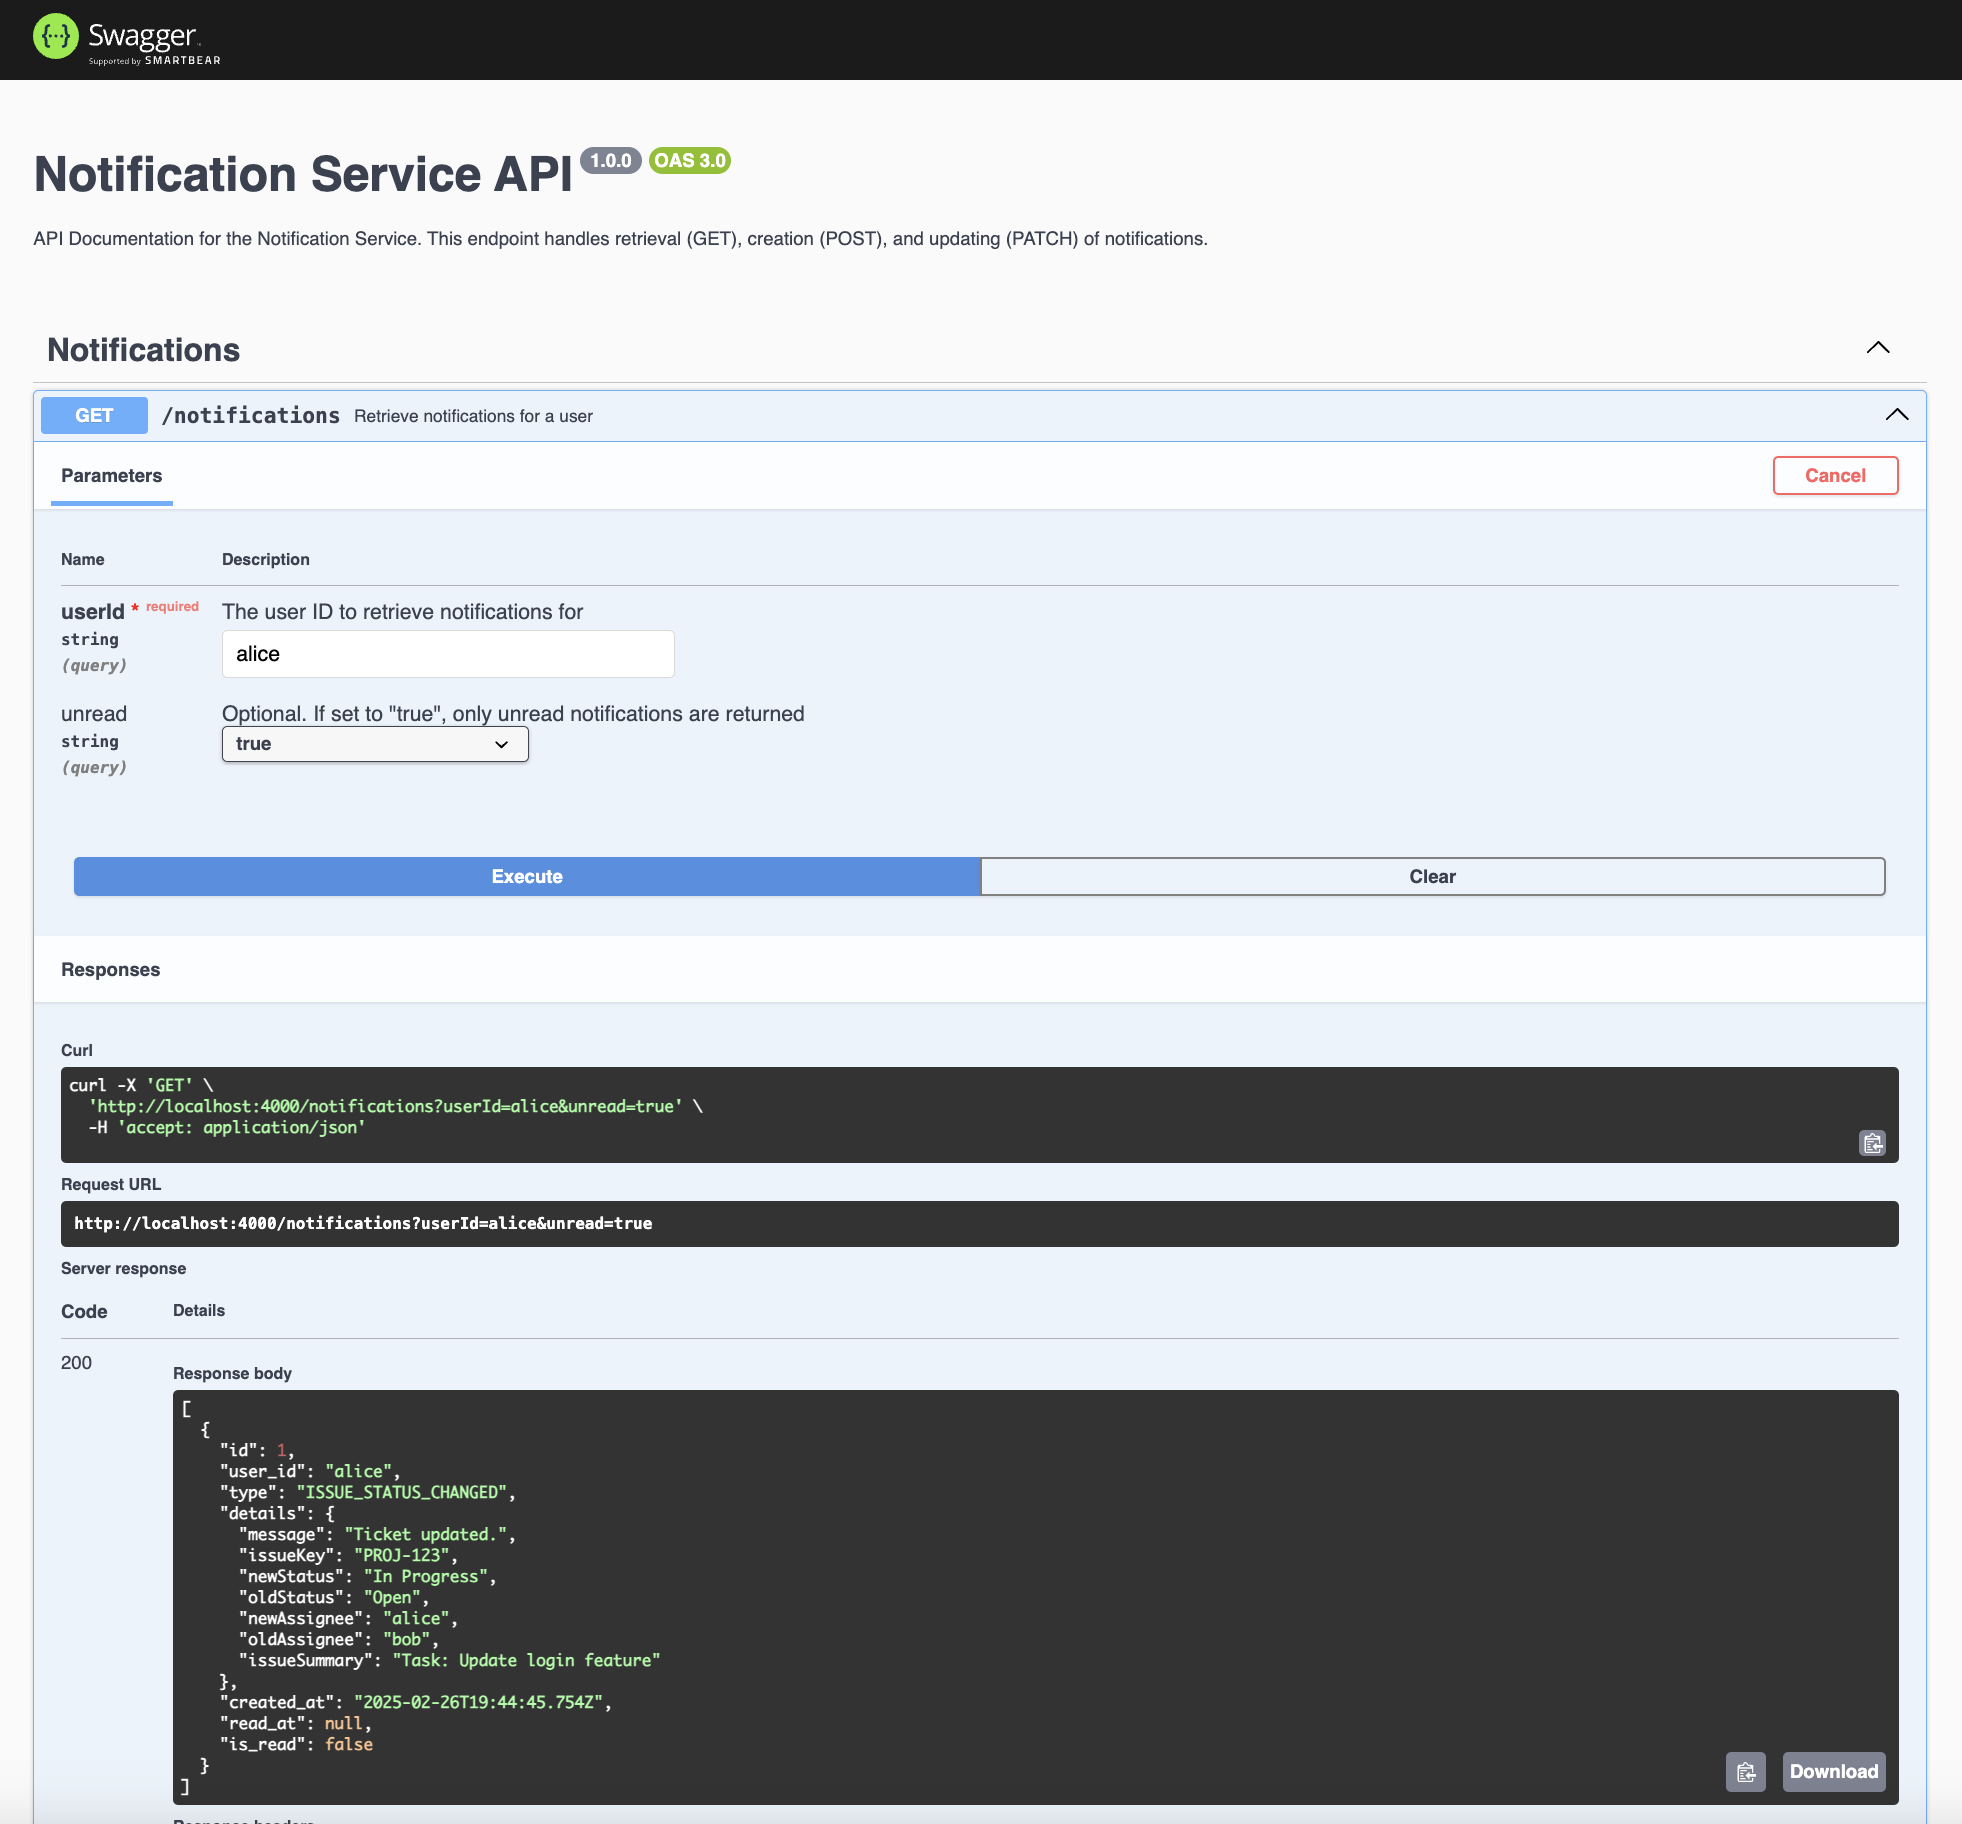 {···} Swagger
Supported by SMARTBEAR
Notification Service API 1.0.0 OAS 3.0
API Documentation for the Notification Service. This endpoint handles retrieval (GET), creation (POST), and updating (PATCH) of notifications.
Notifications
GET /notifications Retrieve notifications for a user
Parameters Cancel
Name Description
userId * required The user ID to retrieve notifications for
string
(query)
alice
unread Optional. If set to "true", only unread notifications are returned
string
(query)
true
Execute Clear
Responses
Curl
curl -X 'GET' \
  'http://localhost:4000/notifications?userId=alice&unread=true' \
  -H 'accept: application/json'
Request URL
http://localhost:4000/notifications?userId=alice&unread=true
Server response
Code Details
200
Response body
[
  {
    "id": 1,
    "user_id": "alice",
    "type": "ISSUE_STATUS_CHANGED",
    "details": {
      "message": "Ticket updated.",
      "issueKey": "PROJ-123",
      "newStatus": "In Progress",
      "oldStatus": "Open",
      "newAssignee": "alice",
      "oldAssignee": "bob",
      "issueSummary": "Task: Update login feature"
    },
    "created_at": "2025-02-26T19:44:45.754Z",
    "read_at": null,
    "is_read": false
  }
]
Download
Response headers